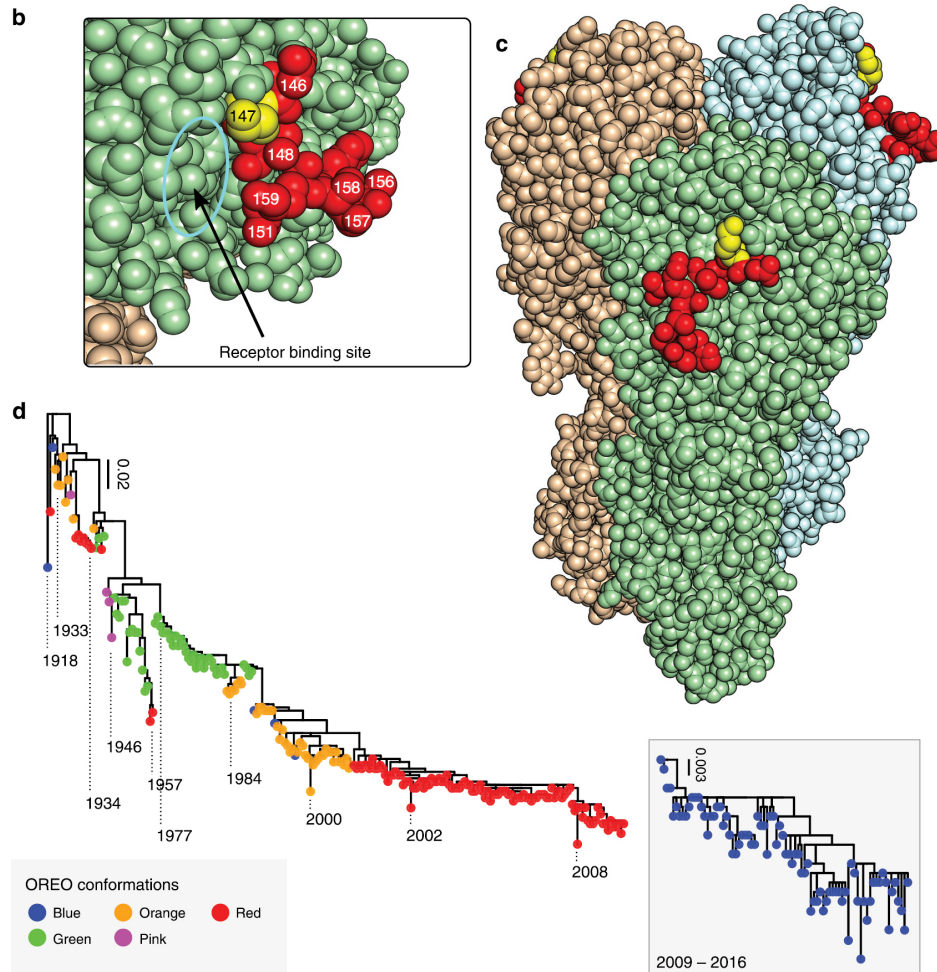 b
146
147
148
159
158
156
151
157
Receptor binding site
c
d
0.02
1933
1918
1946
1934
1957
1977
1984
2000
2002
2008
OREO conformations
Blue
Orange
Red
Green
Pink
0.003
2009 – 2016